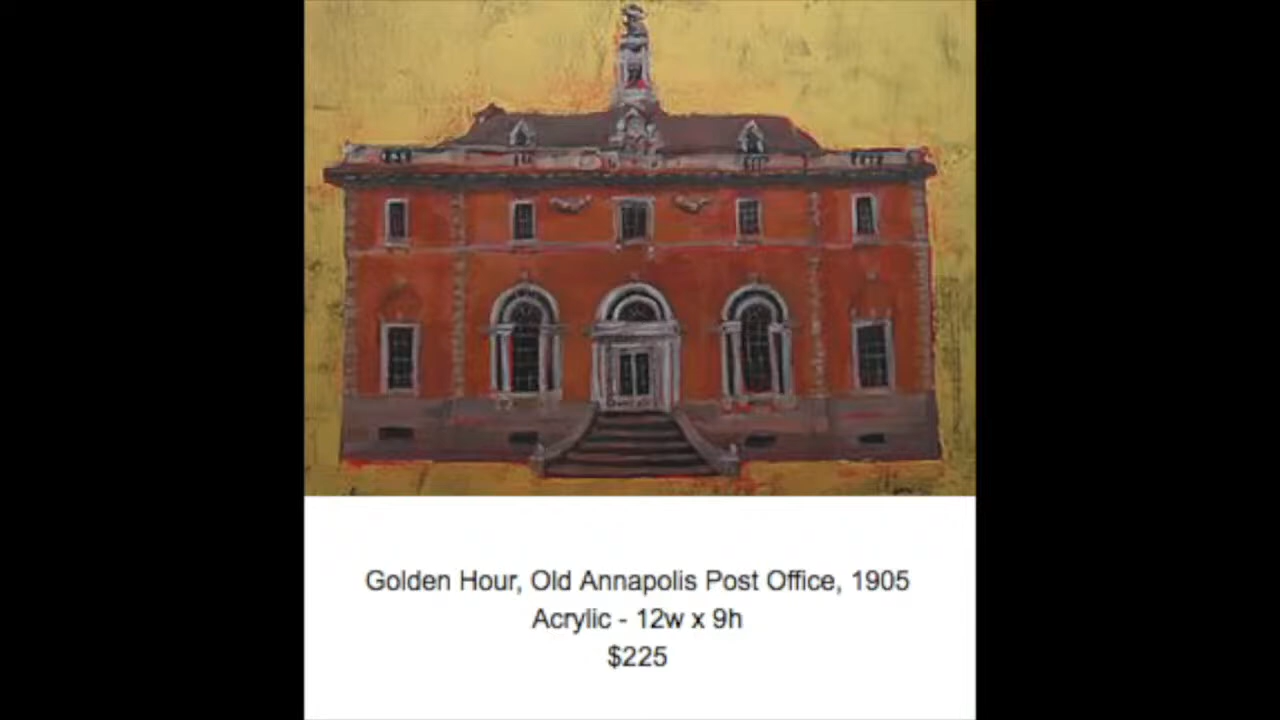 Golden Hour, Old Annapolis Post Office, 1905
Acrylic - 12w x 9h
$225